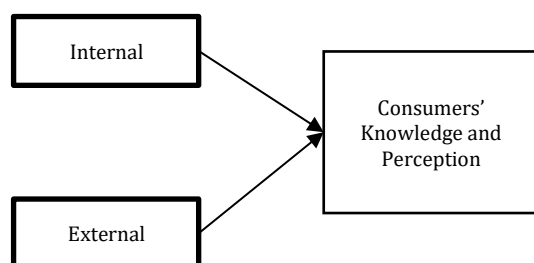 Internal
Consumers’
Knowledge and
Perception
External